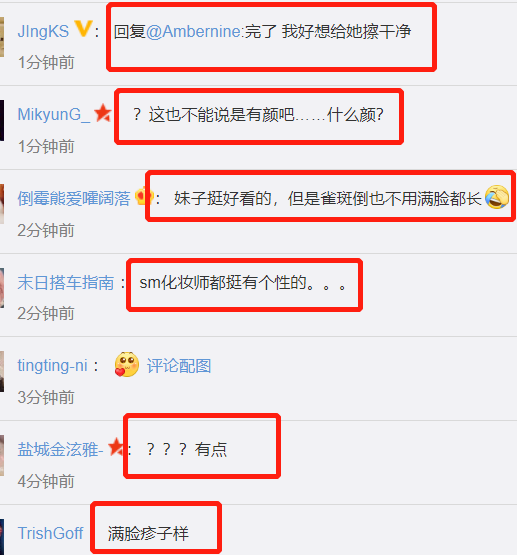 JIngKS : 回复@Ambernine:完了 我好想给她擦干净
1分钟前
MikyunG_ ? 这也不能说是有颜吧……什么颜?
1分钟前
倒霉熊爱嚯阔落 : 妹子挺好看的，但是雀斑倒也不用满脸都长
2分钟前
末日搭车指南 : sm化妆师都挺有个性的。。。
2分钟前
tingting-ni : 评论配图
3分钟前
盐城金泫雅- : ？？？有点
4分钟前
TrishGoff 满脸疹子样